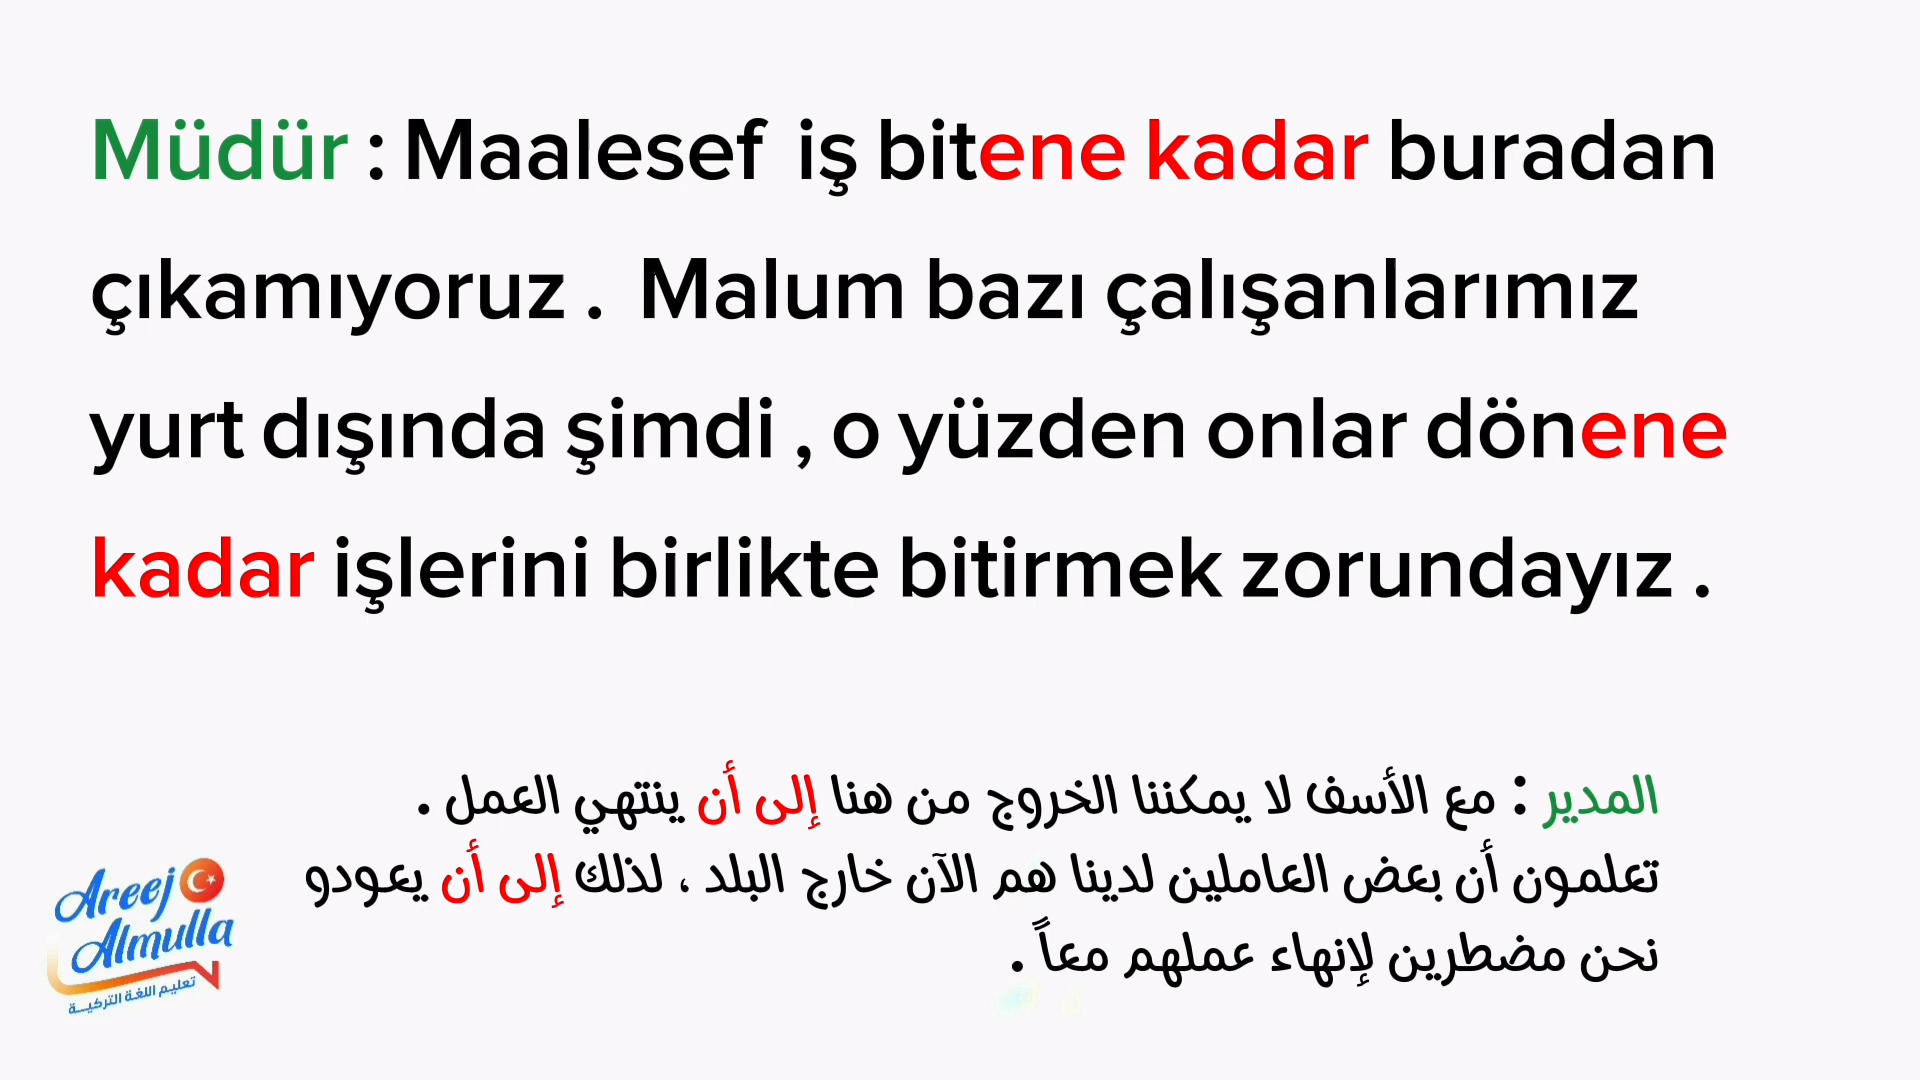 Müdür : Maalesef iş bitene kadar buradan
çıkamıyoruz . Malum bazı çalışanlarımız
yurt dışında şimdi , o yüzden onlar dönene
kadar işlerini birlikte bitirmek zorundayız .
المدير : مع الأسف لا يمكننا الخروج من هنا إلى أن ينتهي العمل .
تعلمون أن بعض العاملين لدينا هم الآن خارج البلد ، لذلك إلى أن يعودو
نحن مضطرين لإنهاء عملهم معاً .
Areej
Almulla
تعليم اللغة التركيـة